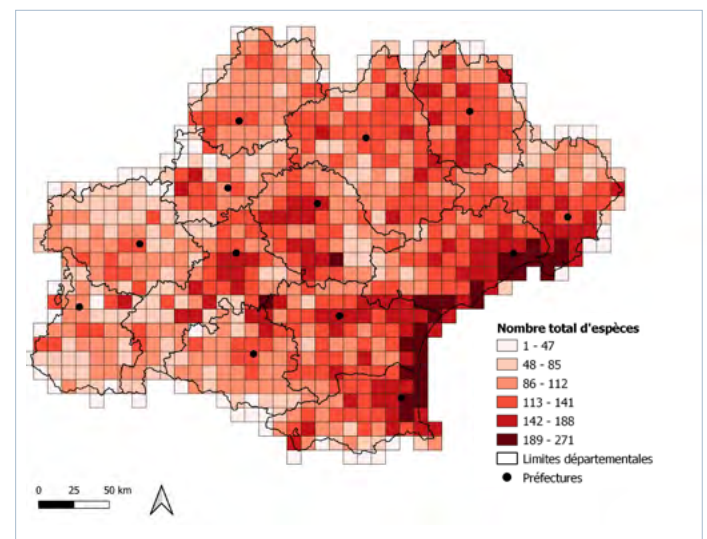 Nombre total d'espèces
1 - 47
48 - 85
86 - 112
113 - 141
142 - 188
189 - 271
Limites départementales
Préfectures
0 25 50 km